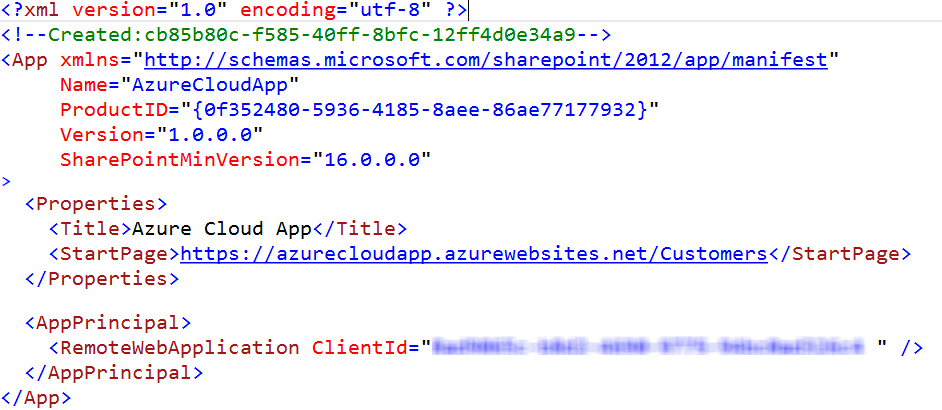 <?xml version="1.0" encoding="utf-8" ?>
<!--Created:cb85b80c-f585-40ff-8bfc-12ff4d0e34a9-->
<App xmlns="http://schemas.microsoft.com/sharepoint/2012/app/manifest"
     Name="AzureCloudApp"
     ProductID="{0f352480-5936-4185-8aee-86ae77177932}"
     Version="1.0.0.0"
     SharePointMinVersion="16.0.0.0"
>
  <Properties>
    <Title>Azure Cloud App</Title>
    <StartPage>https://azurecloudapp.azurewebsites.net/Customers</StartPage>
  </Properties>
  <AppPrincipal>
    <RemoteWebApplication ClientId=" " />
  </AppPrincipal>
</App>